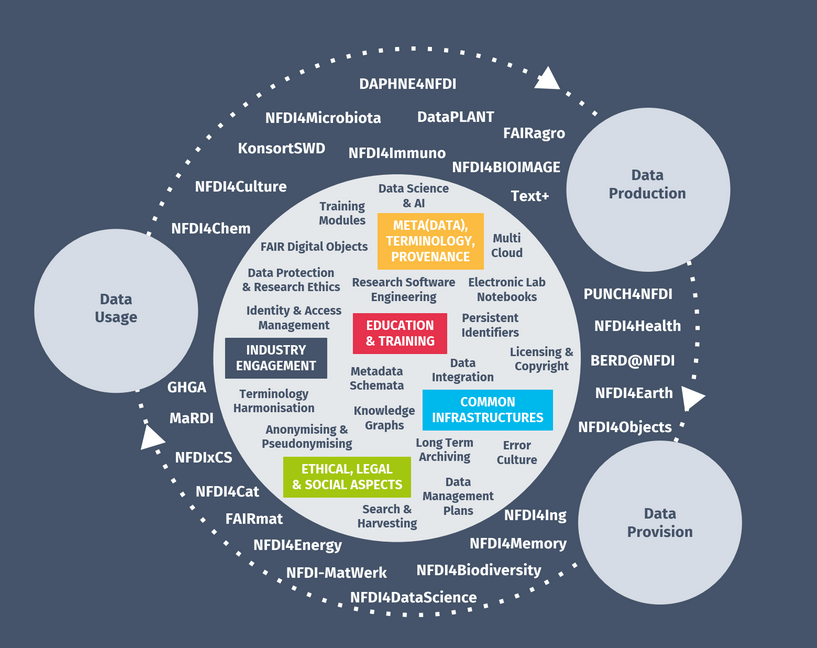 DAPHNE4NFDI
NFDI4Microbiota
DataPLANT
FAIRagro
KonsortSWD
NFDI4Immuno
NFDI4BIOIMAGE
NFDI4Culture
Text+
NFDI4Chem
Data
Production
Data
Usage
Data Science
& AI
Training
Modules
META(DATA),
TERMINOLOGY,
PROVENANCE
FAIR Digital Objects
Multi
Cloud
Data Protection
& Research Ethics
Research Software
Engineering
Electronic Lab
Notebooks
Identity & Access
Management
EDUCATION
& TRAINING
Persistent
Identifiers
INDUSTRY
ENGAGEMENT
Licensing &
Copyright
Metadata
Schemata
Data
Integration
Terminology
Harmonisation
COMMON
INFRASTRUCTURES
Knowledge
Graphs
Anonymising &
Pseudonymising
Long Term
Archiving
Error
Culture
ETHICAL, LEGAL
& SOCIAL ASPECTS
Data
Management
Plans
Search &
Harvesting
PUNCH4NFDI
NFDI4Health
BERD@NFDI
NFDI4Earth
NFDI4Objects
Data
Provision
GHGA
MaRDI
NFDIxCS
NFDI4Cat
FAIRmat
NFDI4Energy
NFDI-MatWerk
NFDI4DataScience
NFDI4Biodiversity
NFDI4Memory
NFDI4Ing